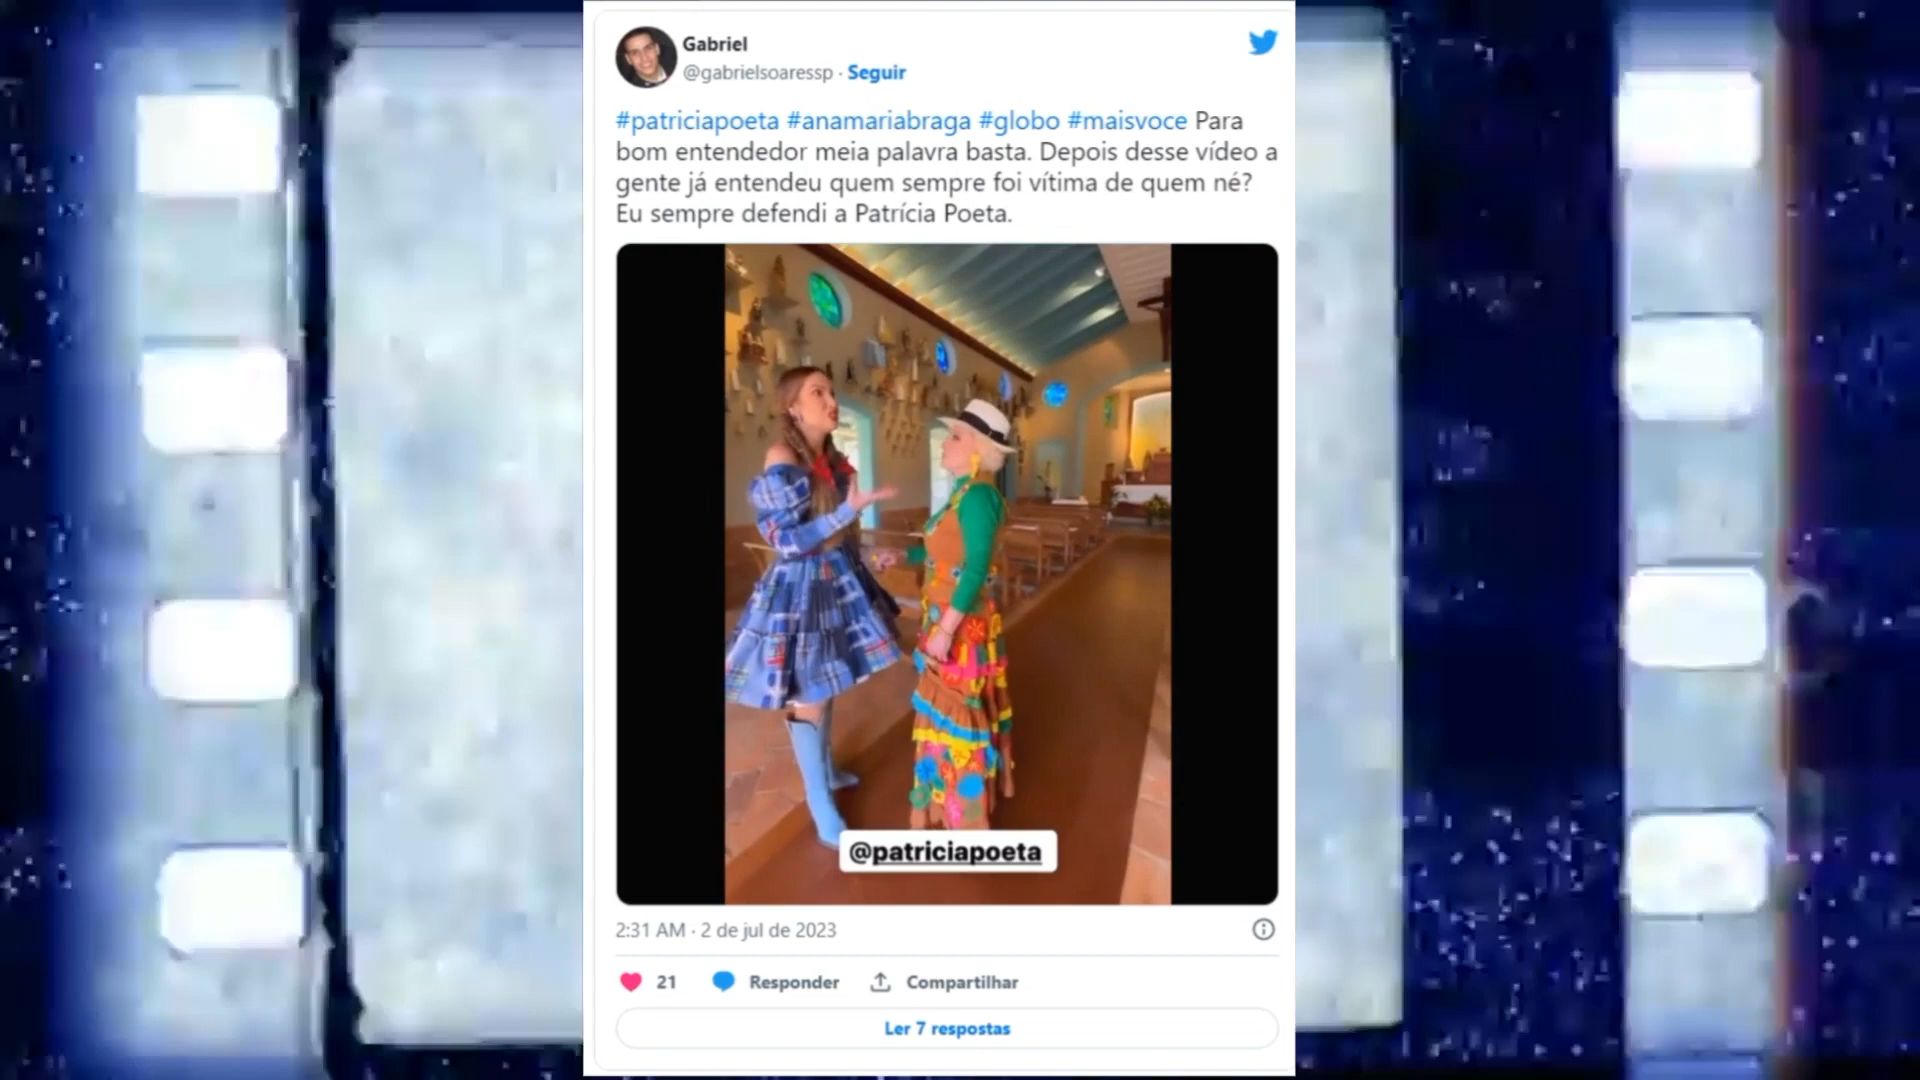 Gabriel
@gabrielsoaressp · Seguir
#patriciapoeta #anamariabraga #globo #maisvoce Para
bom entendedor meia palavra basta. Depois desse vídeo a
gente já entendeu quem sempre foi vítima de quem né?
Eu sempre defendi a Patrícia Poeta.
@patriciapoeta
2:31 AM · 2 de jul de 2023
21 Responder Compartilhar
Ler 7 respostas